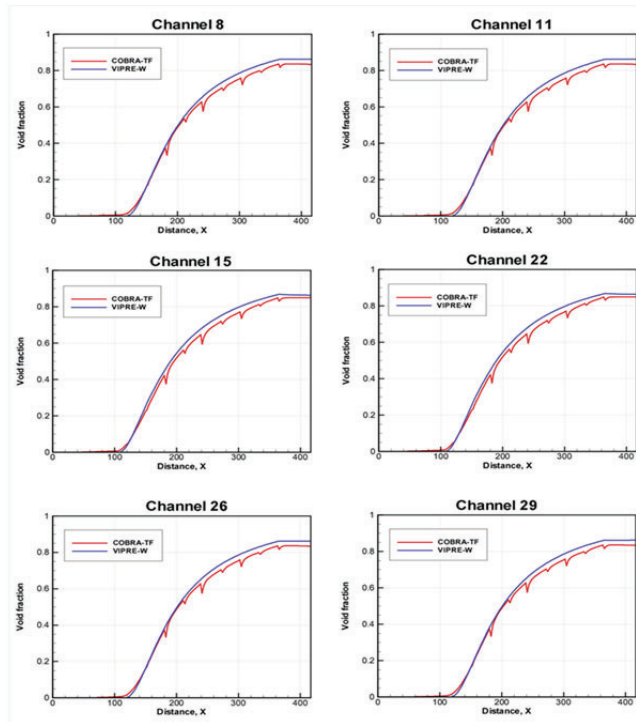 Channel 8
1
0.8
0.6
0.4
0.2
0
Void fraction
COBRA-TF
VIPRE-W
100
200
300
400
Distance, X
Channel 11
1
0.8
0.6
0.4
0.2
0
Void fraction
COBRA-TF
VIPRE-W
100
200
300
400
Distance, X
Channel 15
1
0.8
0.6
0.4
0.2
0
Void fraction
COBRA-TF
VIPRE-W
0
100
200
300
400
Distance, X
Channel 22
1
0.8
0.6
0.4
0.2
0
Void fraction
COBRA-TF
VIPRE-W
0
100
200
300
400
Distance, X
Channel 26
1
0.8
0.6
0.4
0.2
0
Void fraction
COBRA-TF
VIPRE-W
0
100
200
300
400
Distance, X
Channel 29
1
0.8
0.6
0.4
0.2
0
Void fraction
COBRA-TF
VIPRE-W
0
100
200
300
400
Distance, X